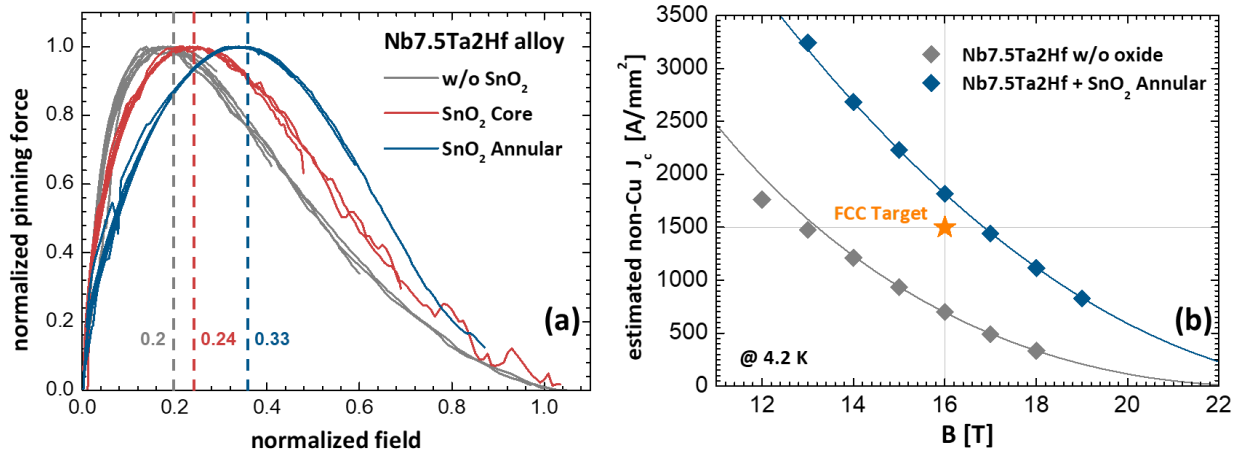 (a)
Nb7.5Ta2Hf alloy
w/o SnO₂
SnO₂ Core
SnO₂ Annular
normalized pinning force
1.0
0.8
0.6
0.4
0.2
0.0
0.2
0.24
0.33
(a)
0.0
0.2
0.4
0.6
0.8
1.0
normalized field
(b)
estimated non-Cu J_c [A/mm²]
3500
3000
2500
2000
1500
1000
500
0
Nb7.5Ta2Hf w/o oxide
Nb7.5Ta2Hf + SnO₂ Annular
FCC Target
(b)
@ 4.2 K
12
14
16
18
20
22
B [T]